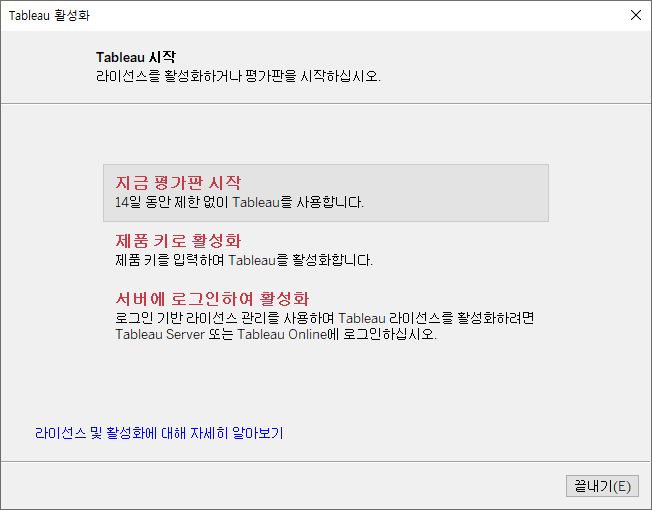 Tableau 활성화
Tableau 시작
라이선스를 활성화하거나 평가판을 시작하십시오.
지금 평가판 시작
14일 동안 제한 없이 Tableau를 사용합니다.
제품 키로 활성화
제품 키를 입력하여 Tableau를 활성화합니다.
서버에 로그인하여 활성화
로그인 기반 라이선스 관리를 사용하여 Tableau 라이선스를 활성화하려면
Tableau Server 또는 Tableau Online에 로그인하십시오.
라이선스 및 활성화에 대해 자세히 알아보기
끝내기(E)